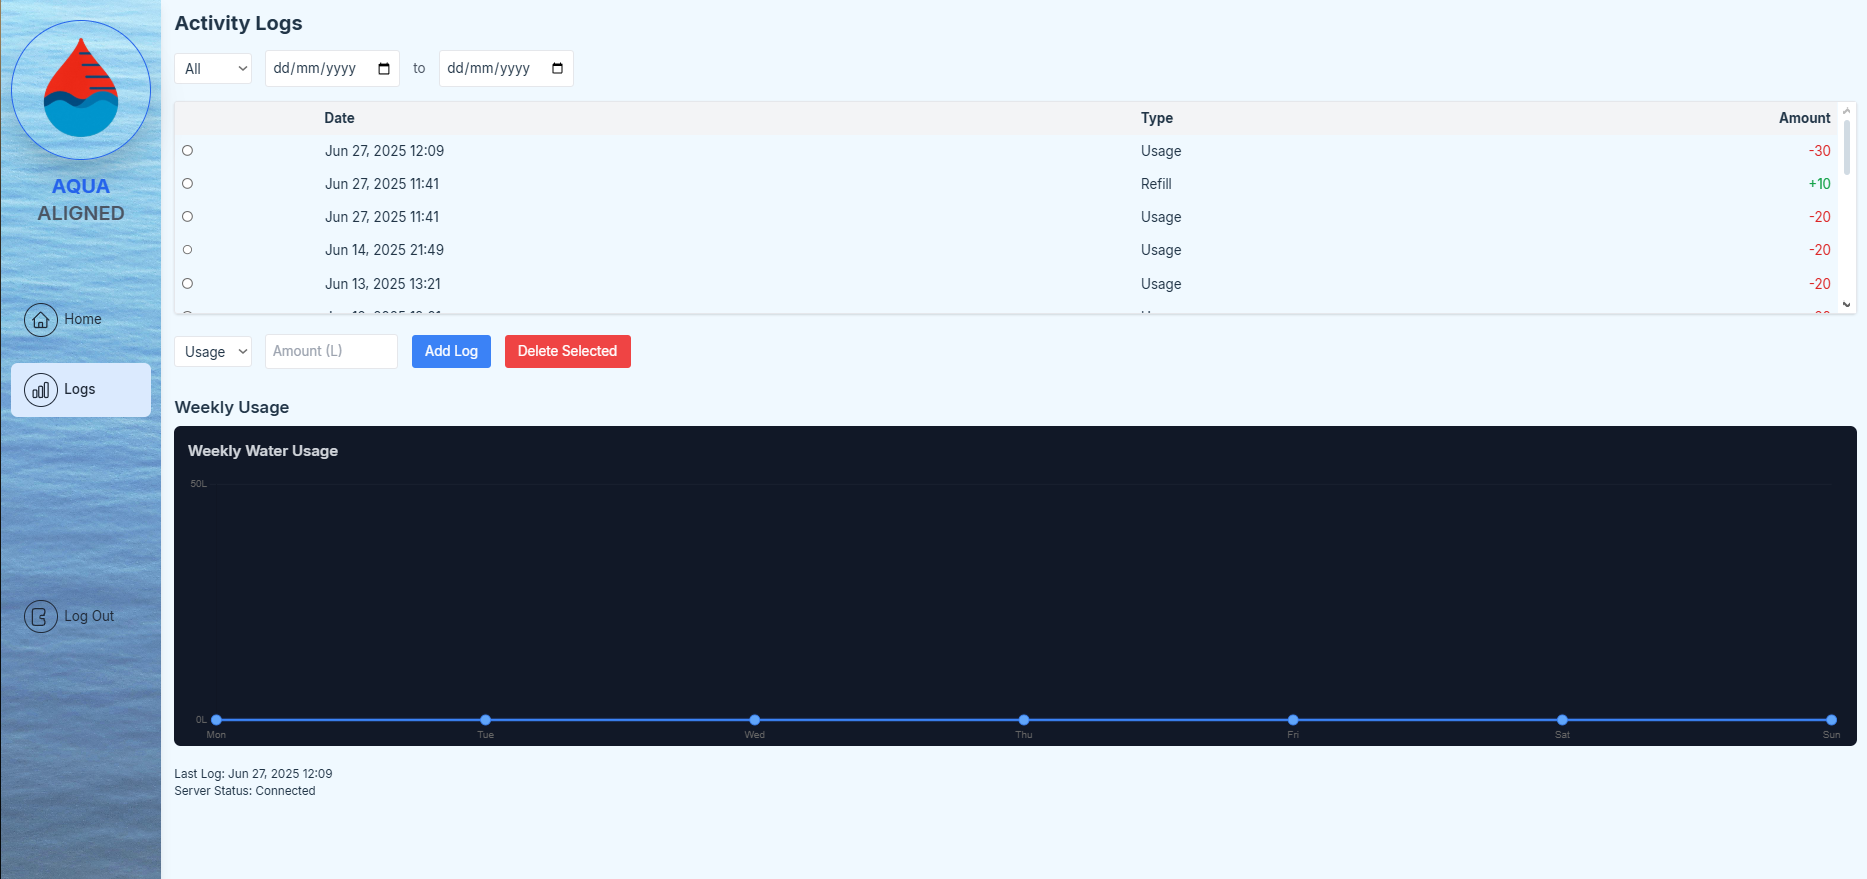 AQUA
ALIGNED
Home
Logs
Log Out
Activity Logs
All dd/mm/yyyy to dd/mm/yyyy
Date Type Amount
Jun 27, 2025 12:09 Usage -30
Jun 27, 2025 11:41 Refill +10
Jun 27, 2025 11:41 Usage -20
Jun 14, 2025 21:49 Usage -20
Jun 13, 2025 13:21 Usage -20
Usage Amount (L) Add Log Delete Selected
Weekly Usage
Weekly Water Usage
50L
0L
Mon Tue Wed Thu Fri Sat Sun
Last Log: Jun 27, 2025 12:09
Server Status: Connected